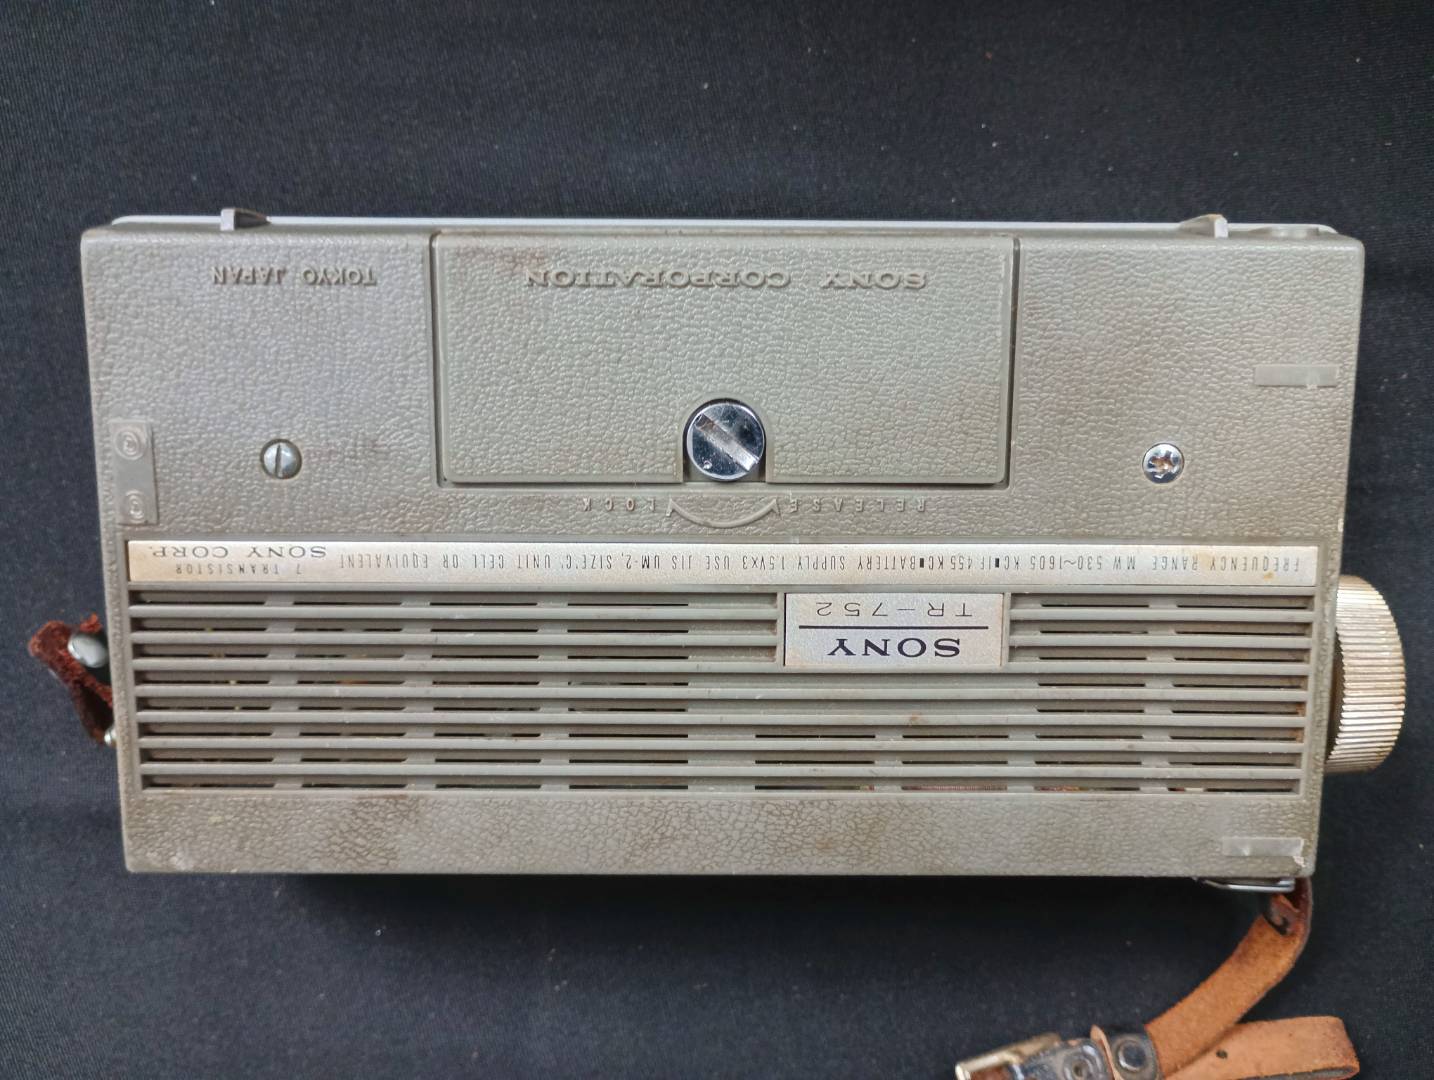 SONY
TR-752
FREQUENCY RANGE MW 530~1605 KC■IF 455 KC■BATTERY SUPPLY 1.5V×3 USE JIS UM-2, SIZE'C' UNIT CELL OR EQUIVALENT
7 TRANSISTOR
SONY CORP.
RELEASE LOCK
SONY CORPORATION
TOKYO JAPAN